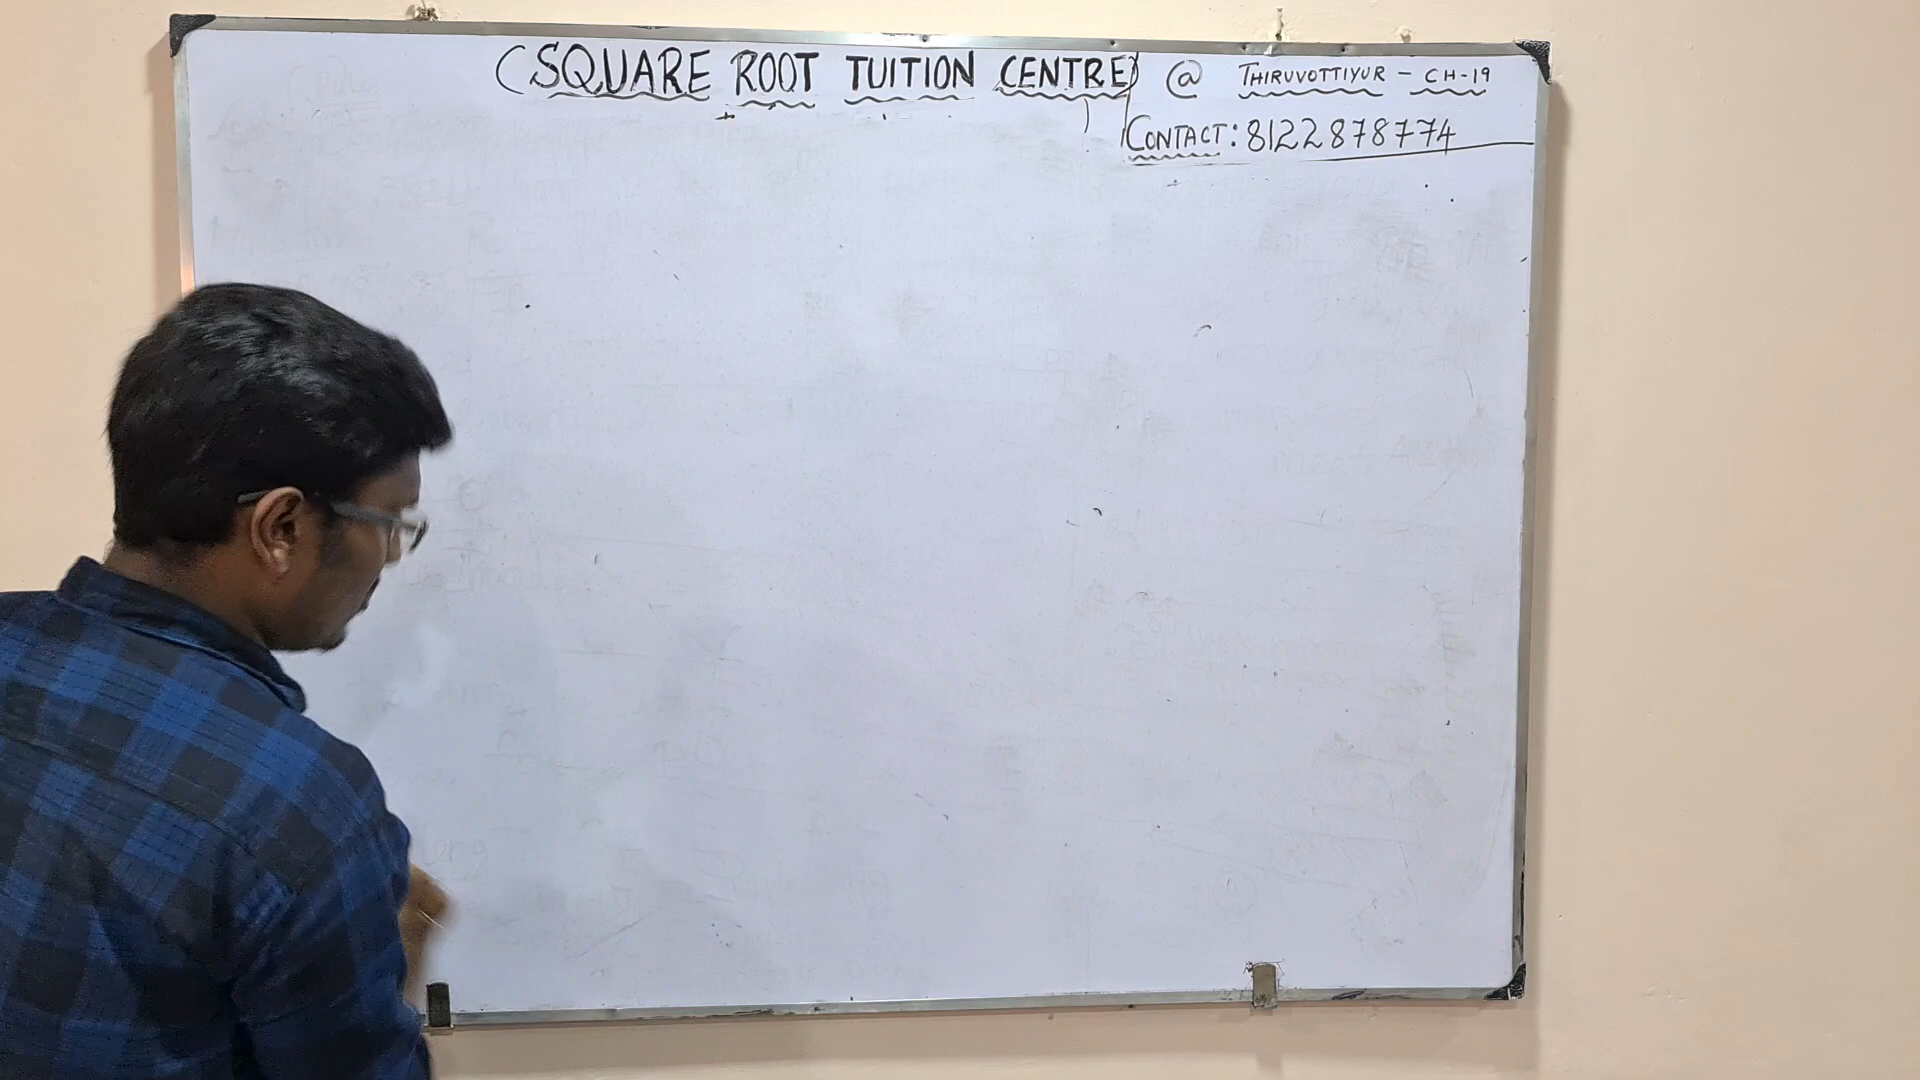 (SQUARE ROOT TUITION CENTRE) @ THIRUVOTTIYUR - CH-19
CONTACT: 8122878774